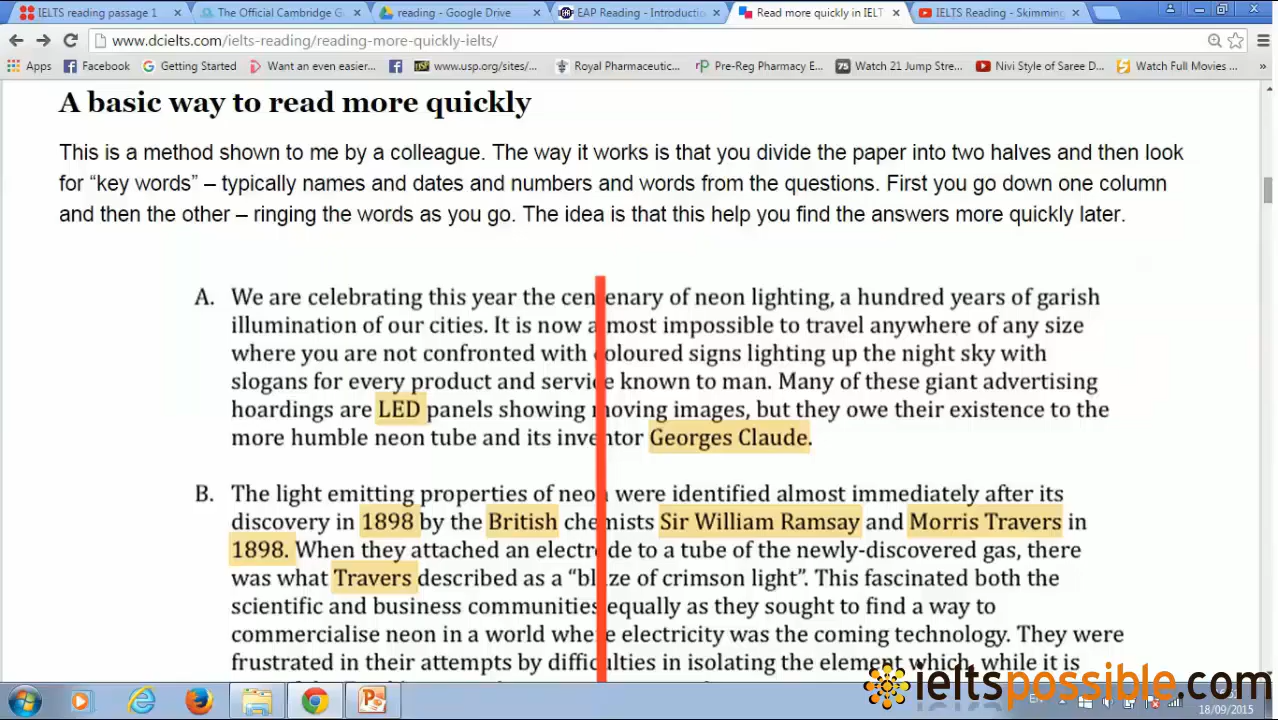 IELTS reading passage 1
The Official Cambridge G
reading - Google Drive
EAP Reading - Introductio
Read more quickly in IELT
IELTS Reading - Skimming
www.dcielts.com/ielts-reading/reading-more-quickly-ielts/
Apps
Facebook
Getting Started
Want an even easier...
www.usp.org/sites/...
Royal Pharmaceutic...
Pre-Reg Pharmacy E...
Watch 21 Jump Stre...
Nivi Style of Saree D...
Watch Full Movies ...
A basic way to read more quickly
This is a method shown to me by a colleague. The way it works is that you divide the paper into two halves and then look
for “key words” – typically names and dates and numbers and words from the questions. First you go down one column
and then the other – ringing the words as you go. The idea is that this help you find the answers more quickly later.
A. We are celebrating this year the centenary of neon lighting, a hundred years of garish
illumination of our cities. It is now almost impossible to travel anywhere of any size
where you are not confronted with coloured signs lighting up the night sky with
slogans for every product and service known to man. Many of these giant advertising
hoardings are LED panels showing moving images, but they owe their existence to the
more humble neon tube and its inventor Georges Claude.
B. The light emitting properties of neon were identified almost immediately after its
discovery in 1898 by the British chemists Sir William Ramsay and Morris Travers in
1898. When they attached an electrode to a tube of the newly-discovered gas, there
was what Travers described as a “blaze of crimson light”. This fascinated both the
scientific and business communities equally as they sought to find a way to
commercialise neon in a world where electricity was the coming technology. They were
frustrated in their attempts by difficulties in isolating the element which, while it is
ieltspossible.com
EN
18/09/2015